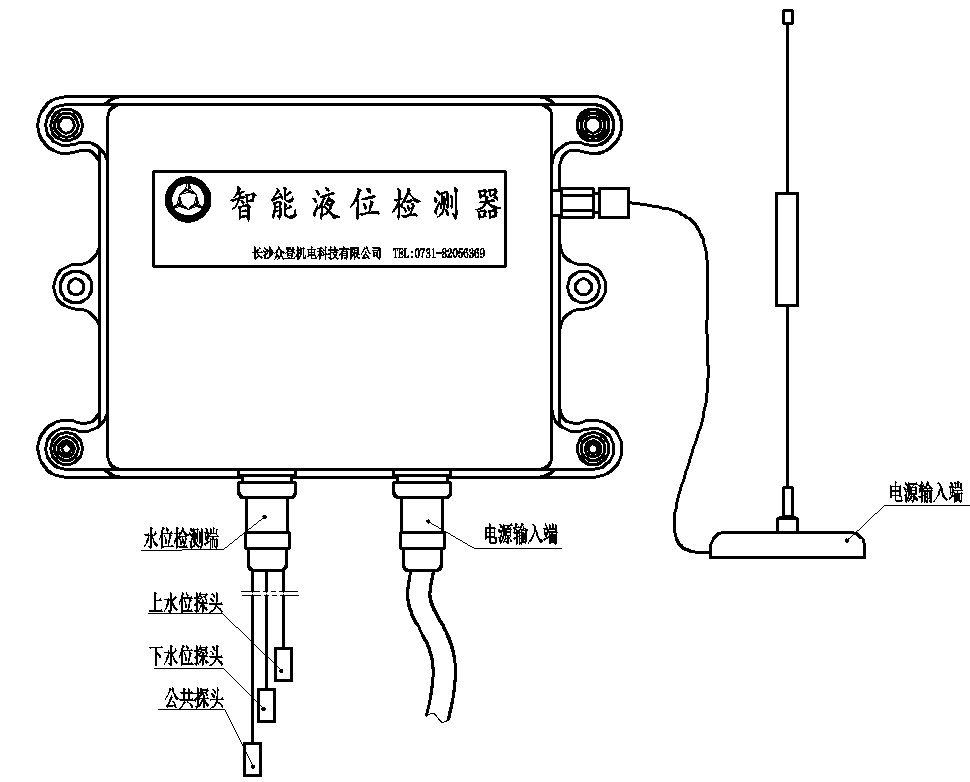 智能液位检测器
长沙众登机电科技有限公司 TEL:0731-82056369
电源输入端
水位检测端
电源输入端
上水位探头
下水位探头
公共探头